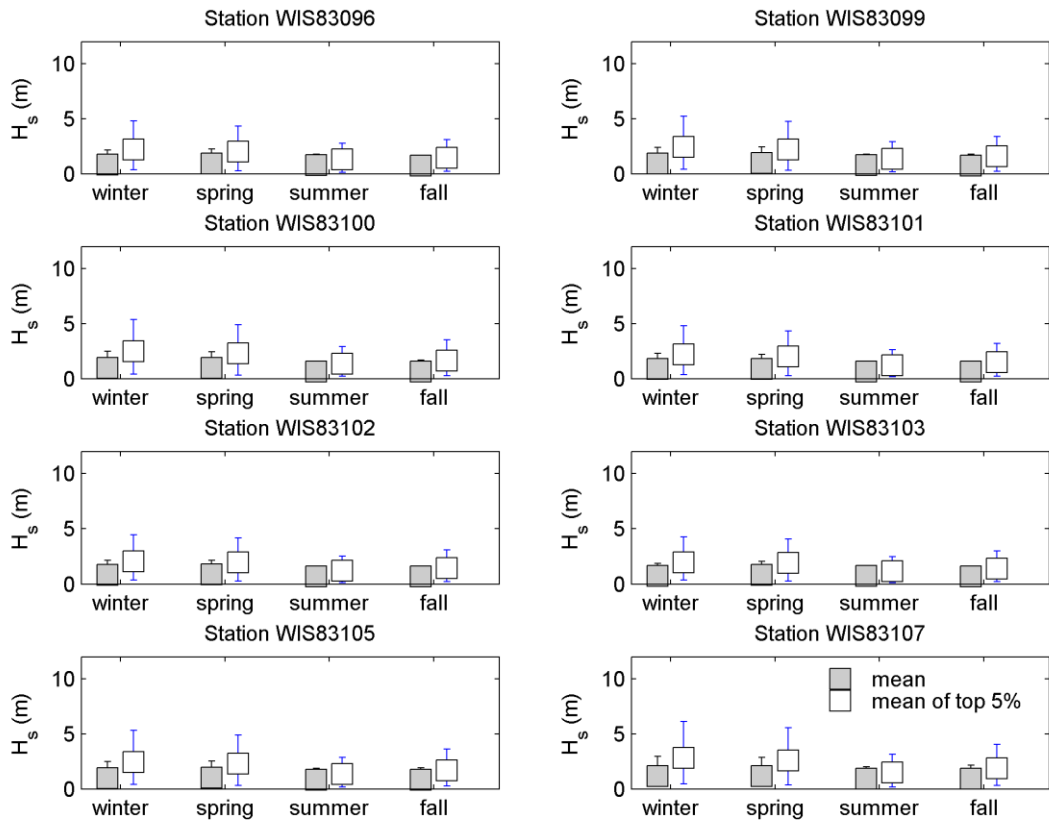 Station WIS83096
10
5
0
H_s (m)
winter spring summer fall
Station WIS83099
10
5
0
H_s (m)
winter spring summer fall
Station WIS83100
10
5
0
H_s (m)
winter spring summer fall
Station WIS83101
10
5
0
H_s (m)
winter spring summer fall
Station WIS83102
10
5
0
H_s (m)
winter spring summer fall
Station WIS83103
10
5
0
H_s (m)
winter spring summer fall
Station WIS83105
10
5
0
H_s (m)
winter spring summer fall
Station WIS83107
10
5
0
H_s (m)
mean
mean of top 5%
winter spring summer fall